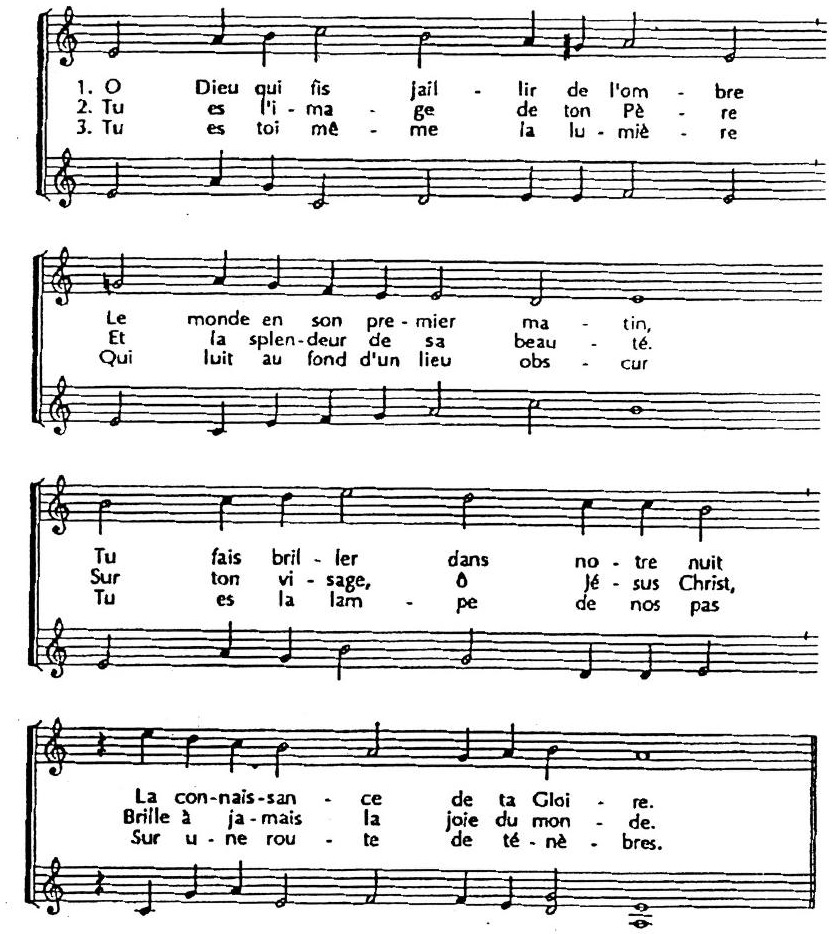 1. O Dieu qui fis jail - lir de l'om - bre
2. Tu es l'i - ma - ge de ton Pè - re
3. Tu es toi mê - me la lu - miè - re
Le monde en son pre - mier ma - tin,
Et la splen - deur de sa beau - té.
Qui luit au fond d'un lieu obs - cur
Tu fais bril - ler dans no - tre nuit
Sur ton vi - sage, ô Jé - sus Christ,
Tu es la lam - pe de nos pas
La con - nais - san - ce de ta Gloi - re.
Brille à ja - mais la joie du mon - de.
Sur u - ne rou - te de té - nè - bres.